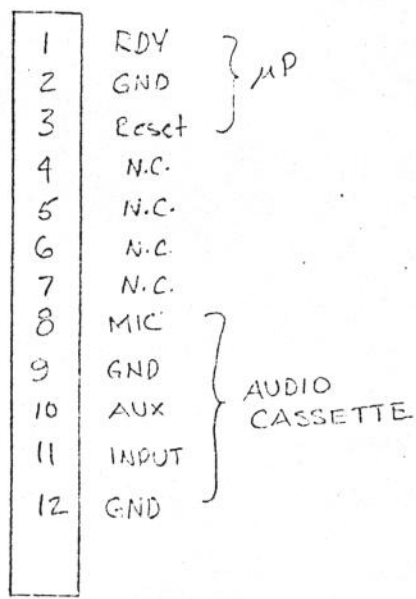 1 RDY
2 GND μP
3 Reset
4 N.C.
5 N.C.
6 N.C.
7 N.C.
8 MIC
9 GND
10 AUX AUDIO
CASSETTE
11 INPUT
12 GND